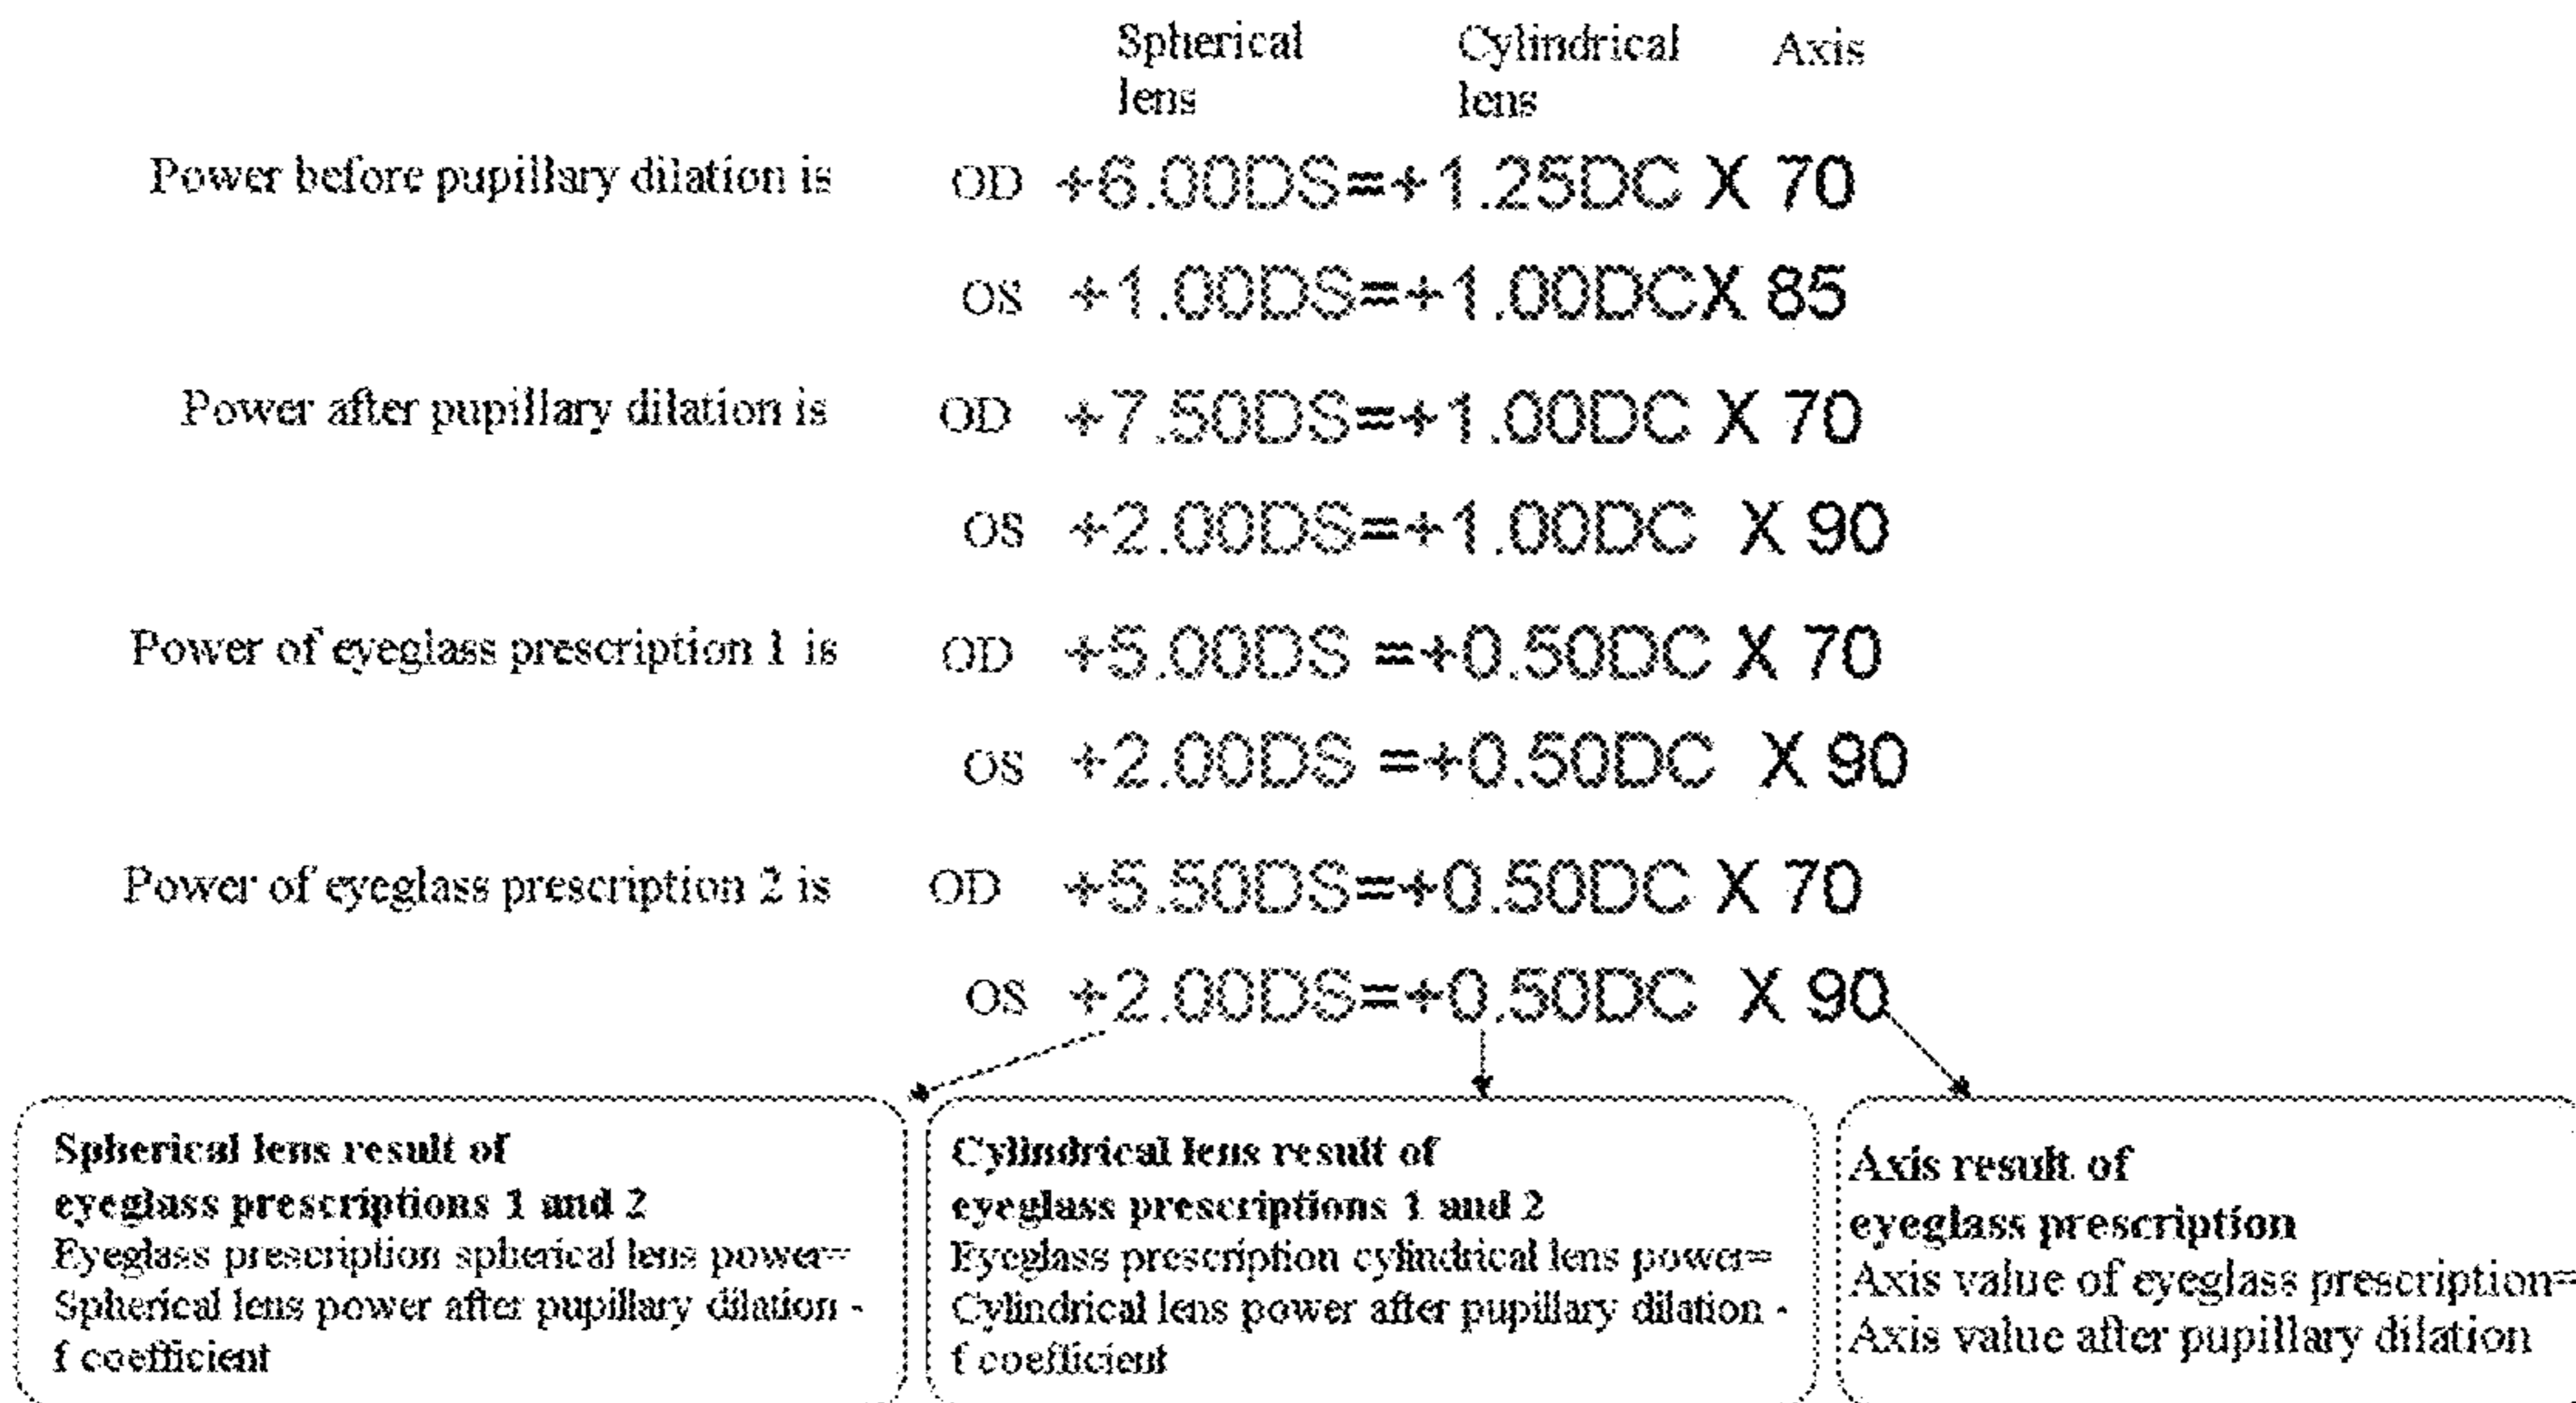 Spherical lens Cylindrical lens Axis
Power before pupillary dilation is OD +6.00DS=+1.25DC X 70
OS +1.00DS=+1.00DCX 85
Power after pupillary dilation is OD +7.50DS=+1.00DC X 70
OS +2.00DS=+1.00DC X 90
Power of eyeglass prescription 1 is OD +5.00DS =+0.50DC X 70
OS +2.00DS =+0.50DC X 90
Power of eyeglass prescription 2 is OD +5.50DS=+0.50DC X 70
OS +2.00DS=+0.50DC X 90
Spherical lens result of
eyeglass prescriptions 1 and 2
Eyeglass prescription spherical lens power=
Spherical lens power after pupillary dilation -
f coefficient
Cylindrical lens result of
eyeglass prescriptions 1 and 2
Eyeglass prescription cylindrical lens power=
Cylindrical lens power after pupillary dilation -
f coefficient
Axis result of
eyeglass prescription
Axis value of eyeglass prescription=
Axis value after pupillary dilation